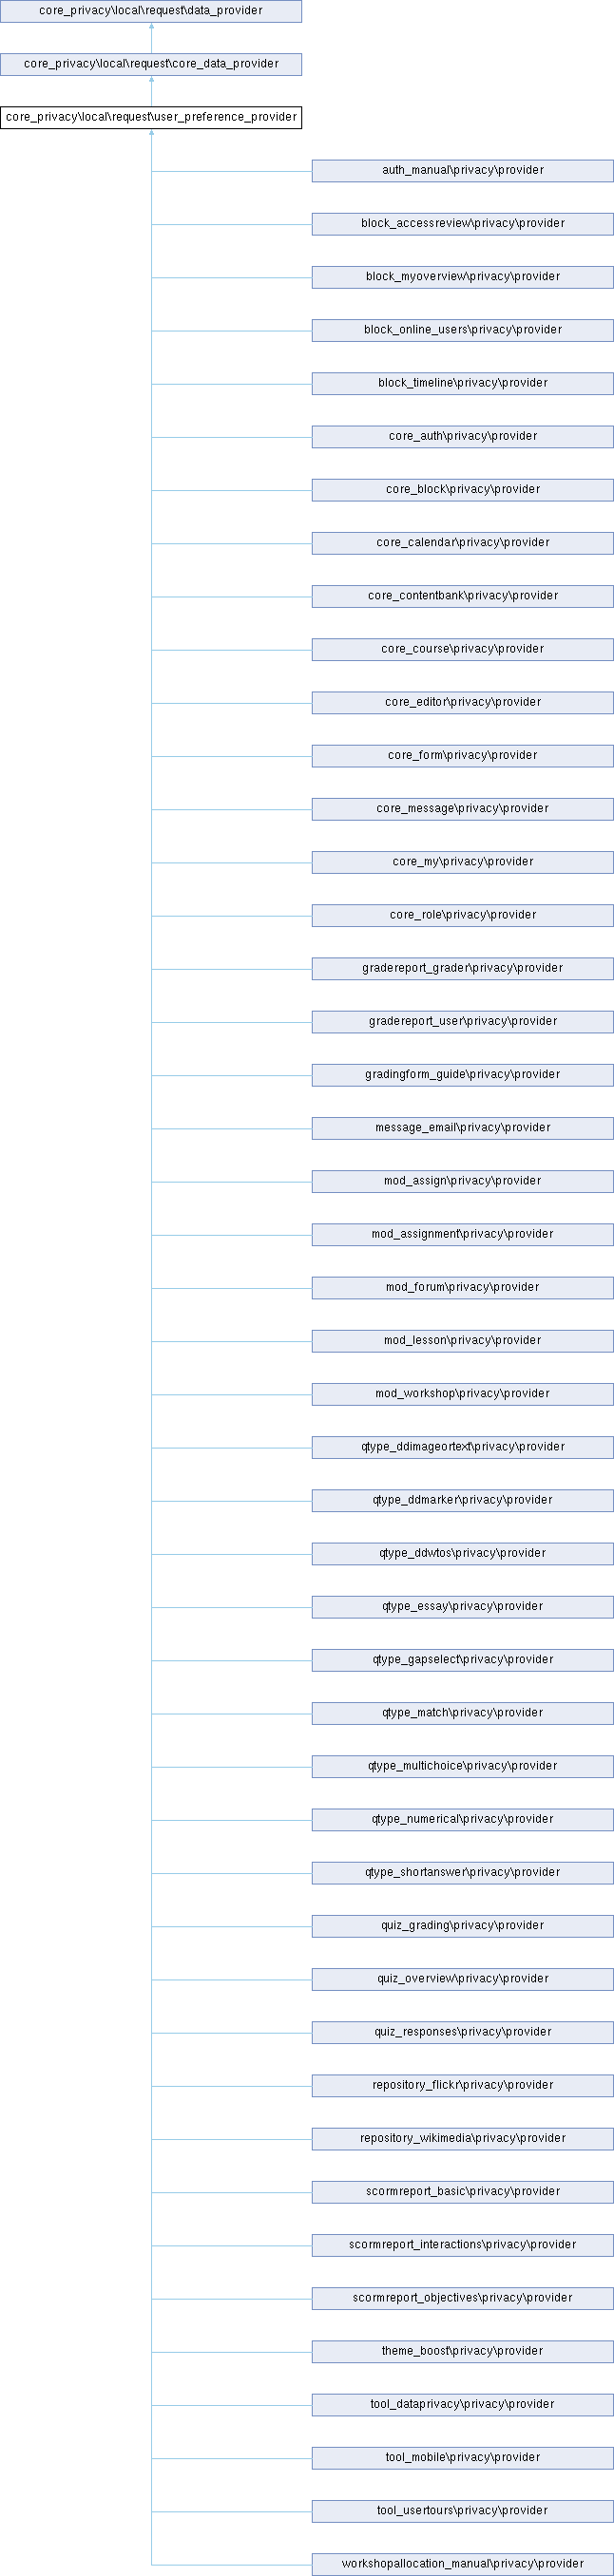 core_privacy\local\request\data_provider
core_privacy\local\request\core_data_provider
core_privacy\local\request\user_preference_provider
auth_manual\privacy\provider
block_accessreview\privacy\provider
block_myoverview\privacy\provider
block_online_users\privacy\provider
block_timeline\privacy\provider
core_auth\privacy\provider
core_block\privacy\provider
core_calendar\privacy\provider
core_contentbank\privacy\provider
core_course\privacy\provider
core_editor\privacy\provider
core_form\privacy\provider
core_message\privacy\provider
core_my\privacy\provider
core_role\privacy\provider
gradereport_grader\privacy\provider
gradereport_user\privacy\provider
gradingform_guide\privacy\provider
message_email\privacy\provider
mod_assign\privacy\provider
mod_assignment\privacy\provider
mod_forum\privacy\provider
mod_lesson\privacy\provider
mod_workshop\privacy\provider
qtype_ddimageortext\privacy\provider
qtype_ddmarker\privacy\provider
qtype_ddwtos\privacy\provider
qtype_essay\privacy\provider
qtype_gapselect\privacy\provider
qtype_match\privacy\provider
qtype_multichoice\privacy\provider
qtype_numerical\privacy\provider
qtype_shortanswer\privacy\provider
quiz_grading\privacy\provider
quiz_overview\privacy\provider
quiz_responses\privacy\provider
repository_flickr\privacy\provider
repository_wikimedia\privacy\provider
scormreport_basic\privacy\provider
scormreport_interactions\privacy\provider
scormreport_objectives\privacy\provider
theme_boost\privacy\provider
tool_dataprivacy\privacy\provider
tool_mobile\privacy\provider
tool_usertours\privacy\provider
workshopallocation_manual\privacy\provider